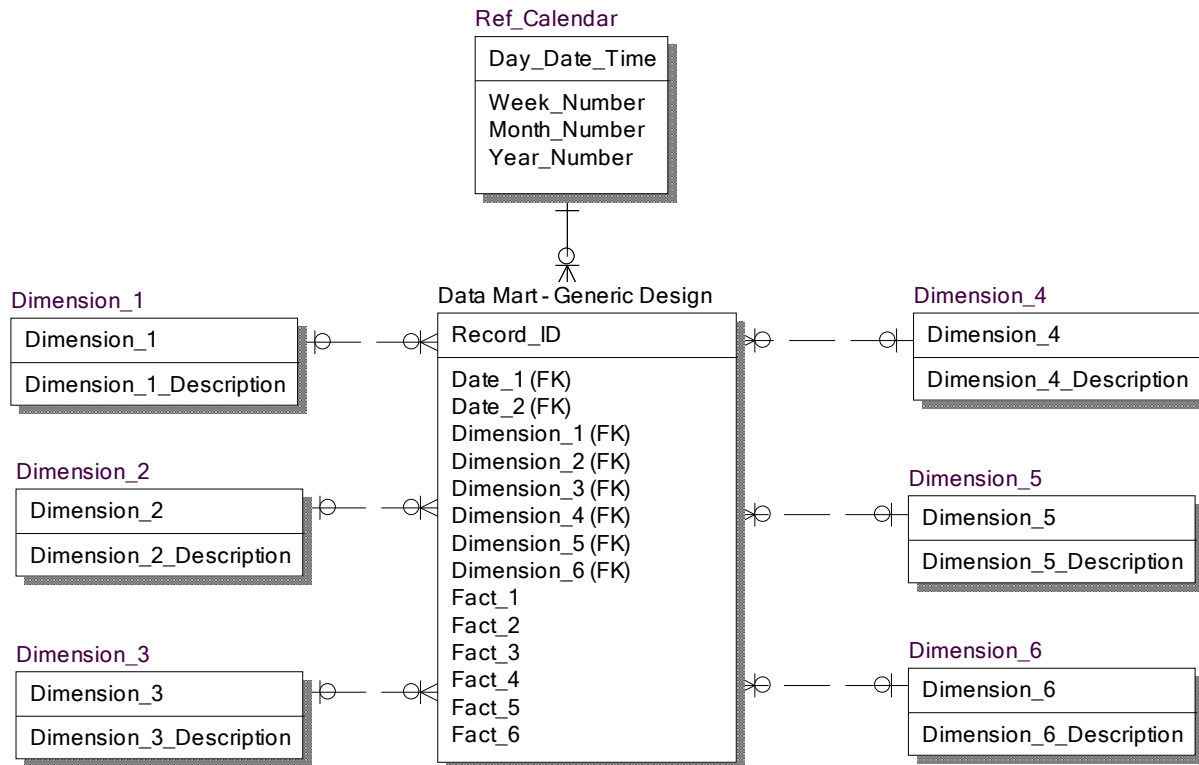 Ref_Calendar
Day_Date_Time
Week_Number
Month_Number
Year_Number
Dimension_1
Dimension_1
Dimension_1_Description
Dimension_2
Dimension_2
Dimension_2_Description
Dimension_3
Dimension_3
Dimension_3_Description
Data Mart - Generic Design
Record_ID
Date_1 (FK)
Date_2 (FK)
Dimension_1 (FK)
Dimension_2 (FK)
Dimension_3 (FK)
Dimension_4 (FK)
Dimension_5 (FK)
Dimension_6 (FK)
Fact_1
Fact_2
Fact_3
Fact_4
Fact_5
Fact_6
Dimension_4
Dimension_4
Dimension_4_Description
Dimension_5
Dimension_5
Dimension_5_Description
Dimension_6
Dimension_6
Dimension_6_Description